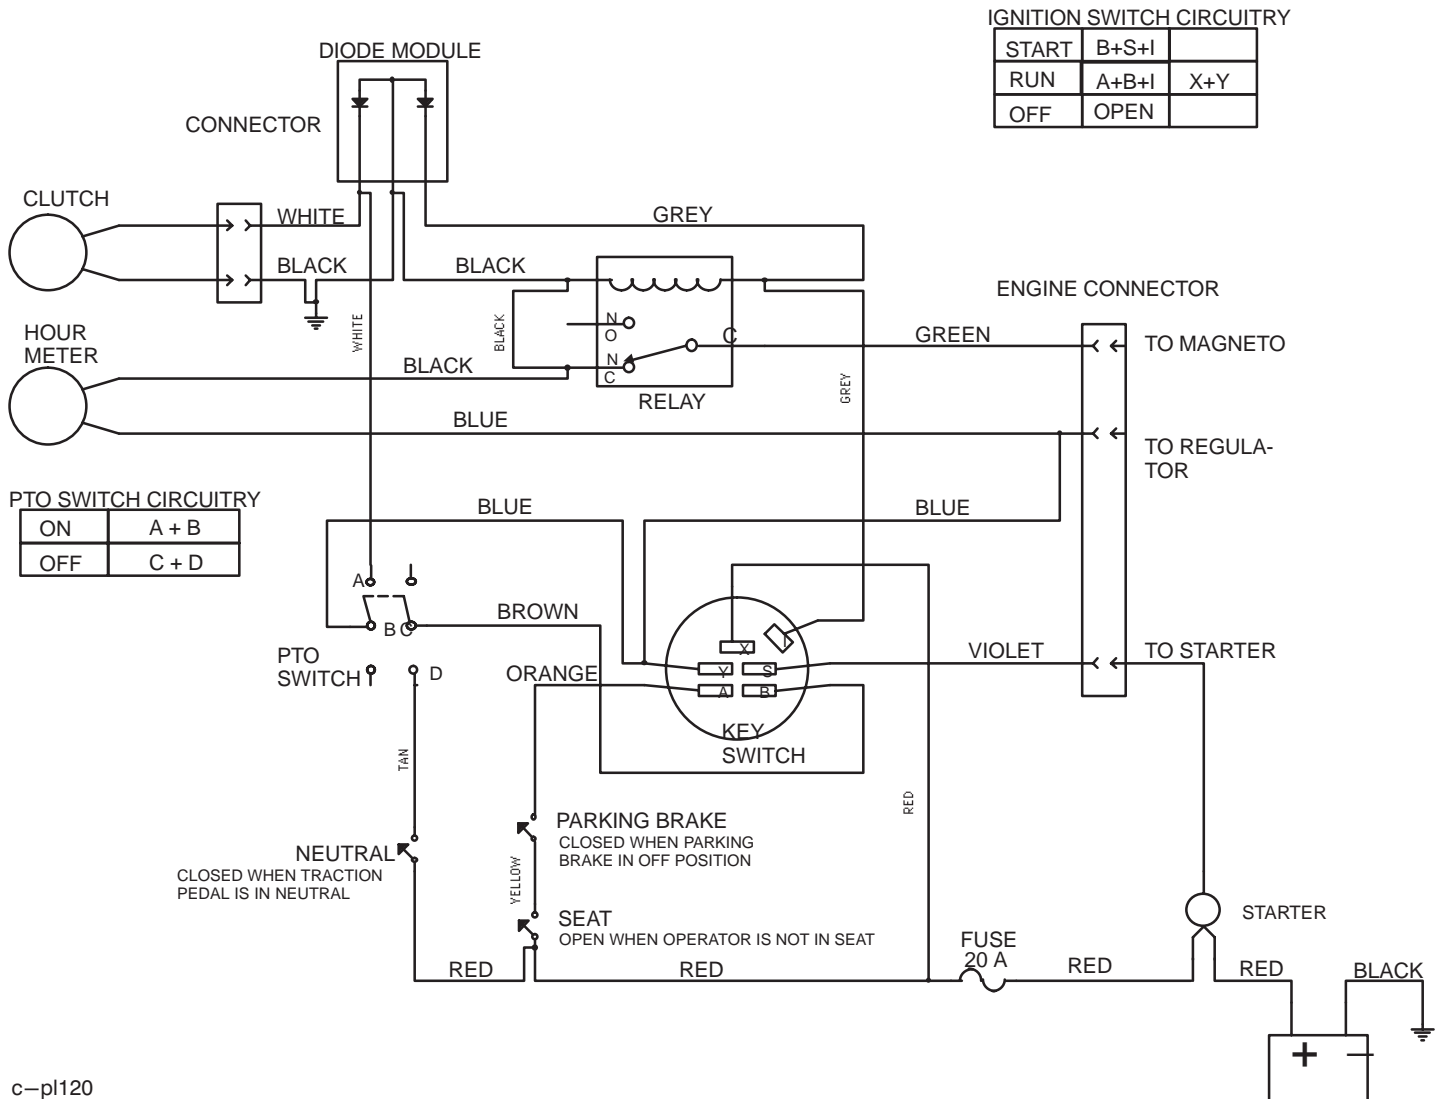 IGNITION SWITCH CIRCUITRY
START B+S+I
RUN A+B+I X+Y
OFF OPEN
DIODE MODULE
CONNECTOR
CLUTCH
WHITE
GREY
BLACK
BLACK
ENGINE CONNECTOR
HOUR
METER
WHITE
BLACK
N
O
C
N
C
GREEN
TO MAGNETO
BLACK
RELAY
GREY
BLUE
TO REGULA-
TOR
PTO SWITCH CIRCUITRY
ON A + B
OFF C + D
BLUE
BLUE
A
B C
BROWN
PTO
SWITCH
D
ORANGE
X
I
Y
S
A
B
KEY
SWITCH
VIOLET
TO STARTER
TAN
RED
PARKING BRAKE
CLOSED WHEN PARKING
BRAKE IN OFF POSITION
NEUTRAL
CLOSED WHEN TRACTION
PEDAL IS IN NEUTRAL
YELLOW
SEAT
OPEN WHEN OPERATOR IS NOT IN SEAT
STARTER
FUSE
20 A
RED
RED
RED
RED
BLACK
+ −
c−pl120